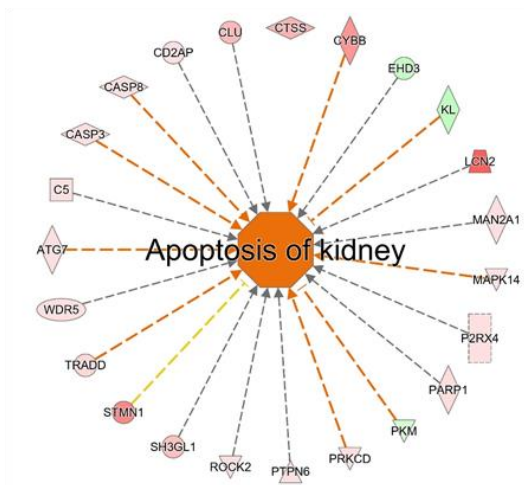 CTSS
CLU
CYBB
CD2AP
EHD3
CASP8
KL
CASP3
LCN2
C5
MAN2A1
ATG7
Apoptosis of kidney
MAPK14
WDR5
P2RX4
TRADD
PARP1
STMN1
PKM
SH3GL1
PRKCD
ROCK2
PTPN6